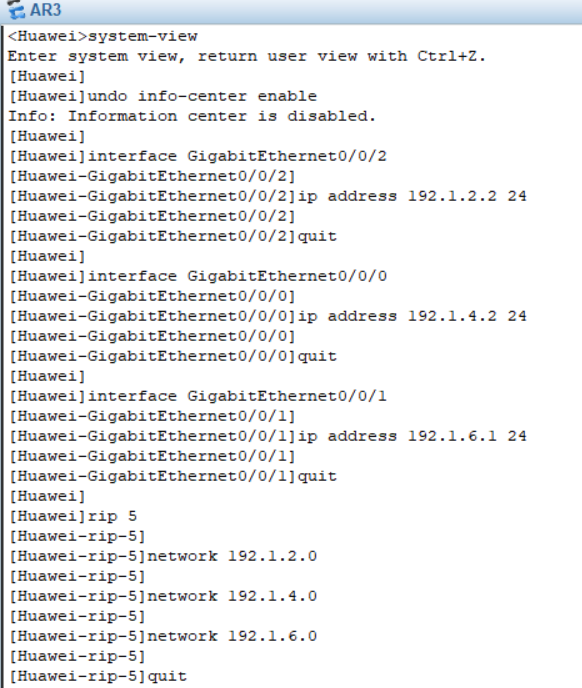 AR3
<Huawei>system-view
Enter system view, return user view with Ctrl+Z.
[Huawei]
[Huawei]undo info-center enable
Info: Information center is disabled.
[Huawei]
[Huawei]interface GigabitEthernet0/0/2
[Huawei-GigabitEthernet0/0/2]
[Huawei-GigabitEthernet0/0/2]ip address 192.1.2.2 24
[Huawei-GigabitEthernet0/0/2]
[Huawei-GigabitEthernet0/0/2]quit
[Huawei]
[Huawei]interface GigabitEthernet0/0/0
[Huawei-GigabitEthernet0/0/0]
[Huawei-GigabitEthernet0/0/0]ip address 192.1.4.2 24
[Huawei-GigabitEthernet0/0/0]
[Huawei-GigabitEthernet0/0/0]quit
[Huawei]
[Huawei]interface GigabitEthernet0/0/1
[Huawei-GigabitEthernet0/0/1]
[Huawei-GigabitEthernet0/0/1]ip address 192.1.6.1 24
[Huawei-GigabitEthernet0/0/1]
[Huawei-GigabitEthernet0/0/1]quit
[Huawei]
[Huawei]rip 5
[Huawei-rip-5]
[Huawei-rip-5]network 192.1.2.0
[Huawei-rip-5]
[Huawei-rip-5]network 192.1.4.0
[Huawei-rip-5]
[Huawei-rip-5]network 192.1.6.0
[Huawei-rip-5]
[Huawei-rip-5]quit